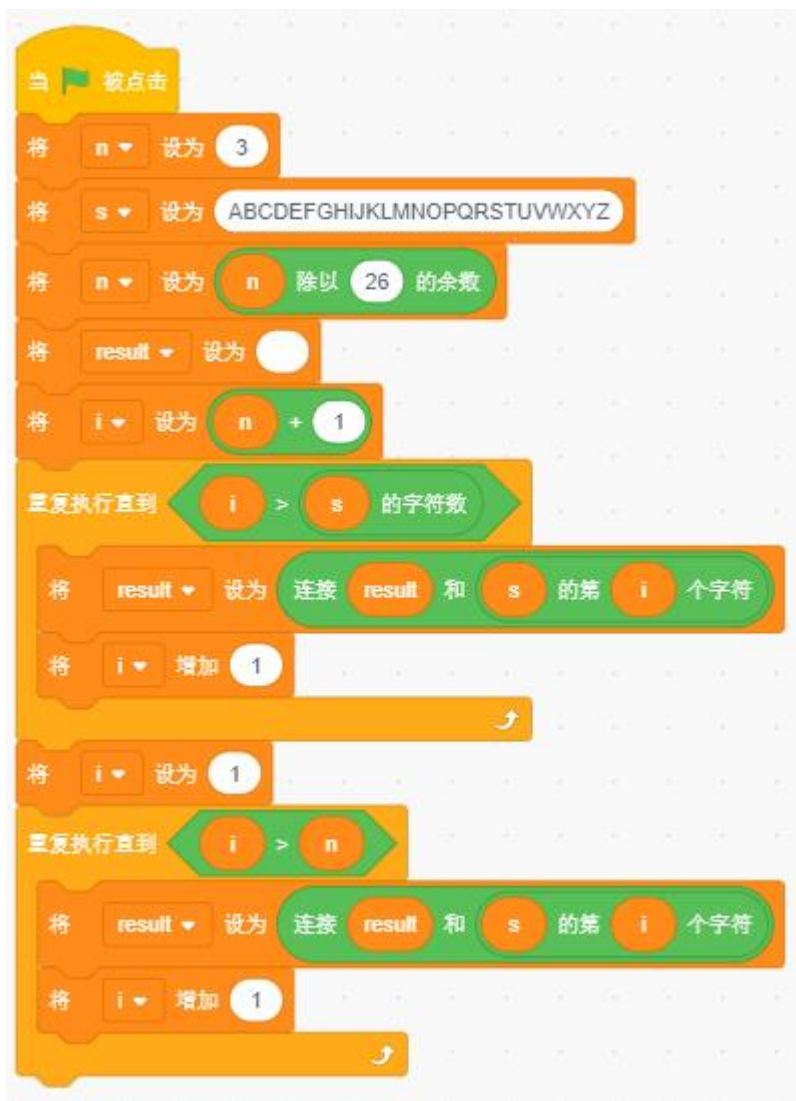 当 被点击
将 n 设为 3
将 s 设为 ABCDEFGHIJKLMNOPQRSTUVWXYZ
将 n 设为 n 除以 26 的余数
将 result 设为
将 i 设为 n + 1
重复执行直到 i > s 的字符数
将 result 设为 连接 result 和 s 的第 i 个字符
将 i 增加 1
将 i 设为 1
重复执行直到 i > n
将 result 设为 连接 result 和 s 的第 i 个字符
将 i 增加 1